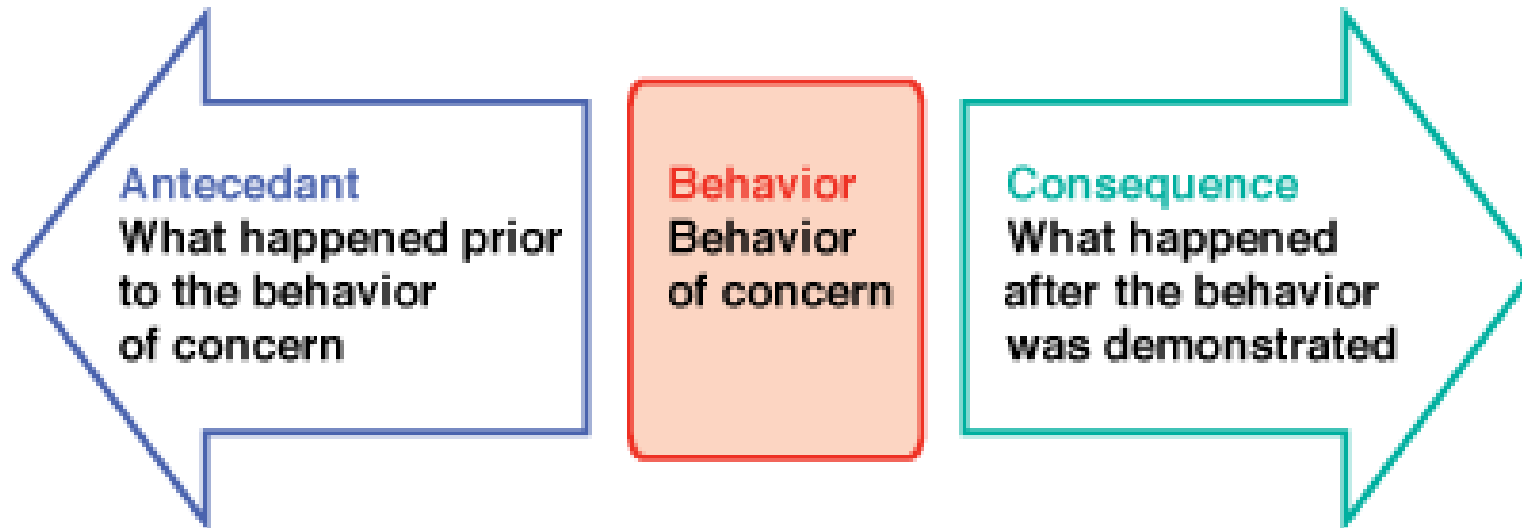 Antecedant
What happened prior
to the behavior
of concern
Behavior
Behavior
of concern
Consequence
What happened
after the behavior
was demonstrated